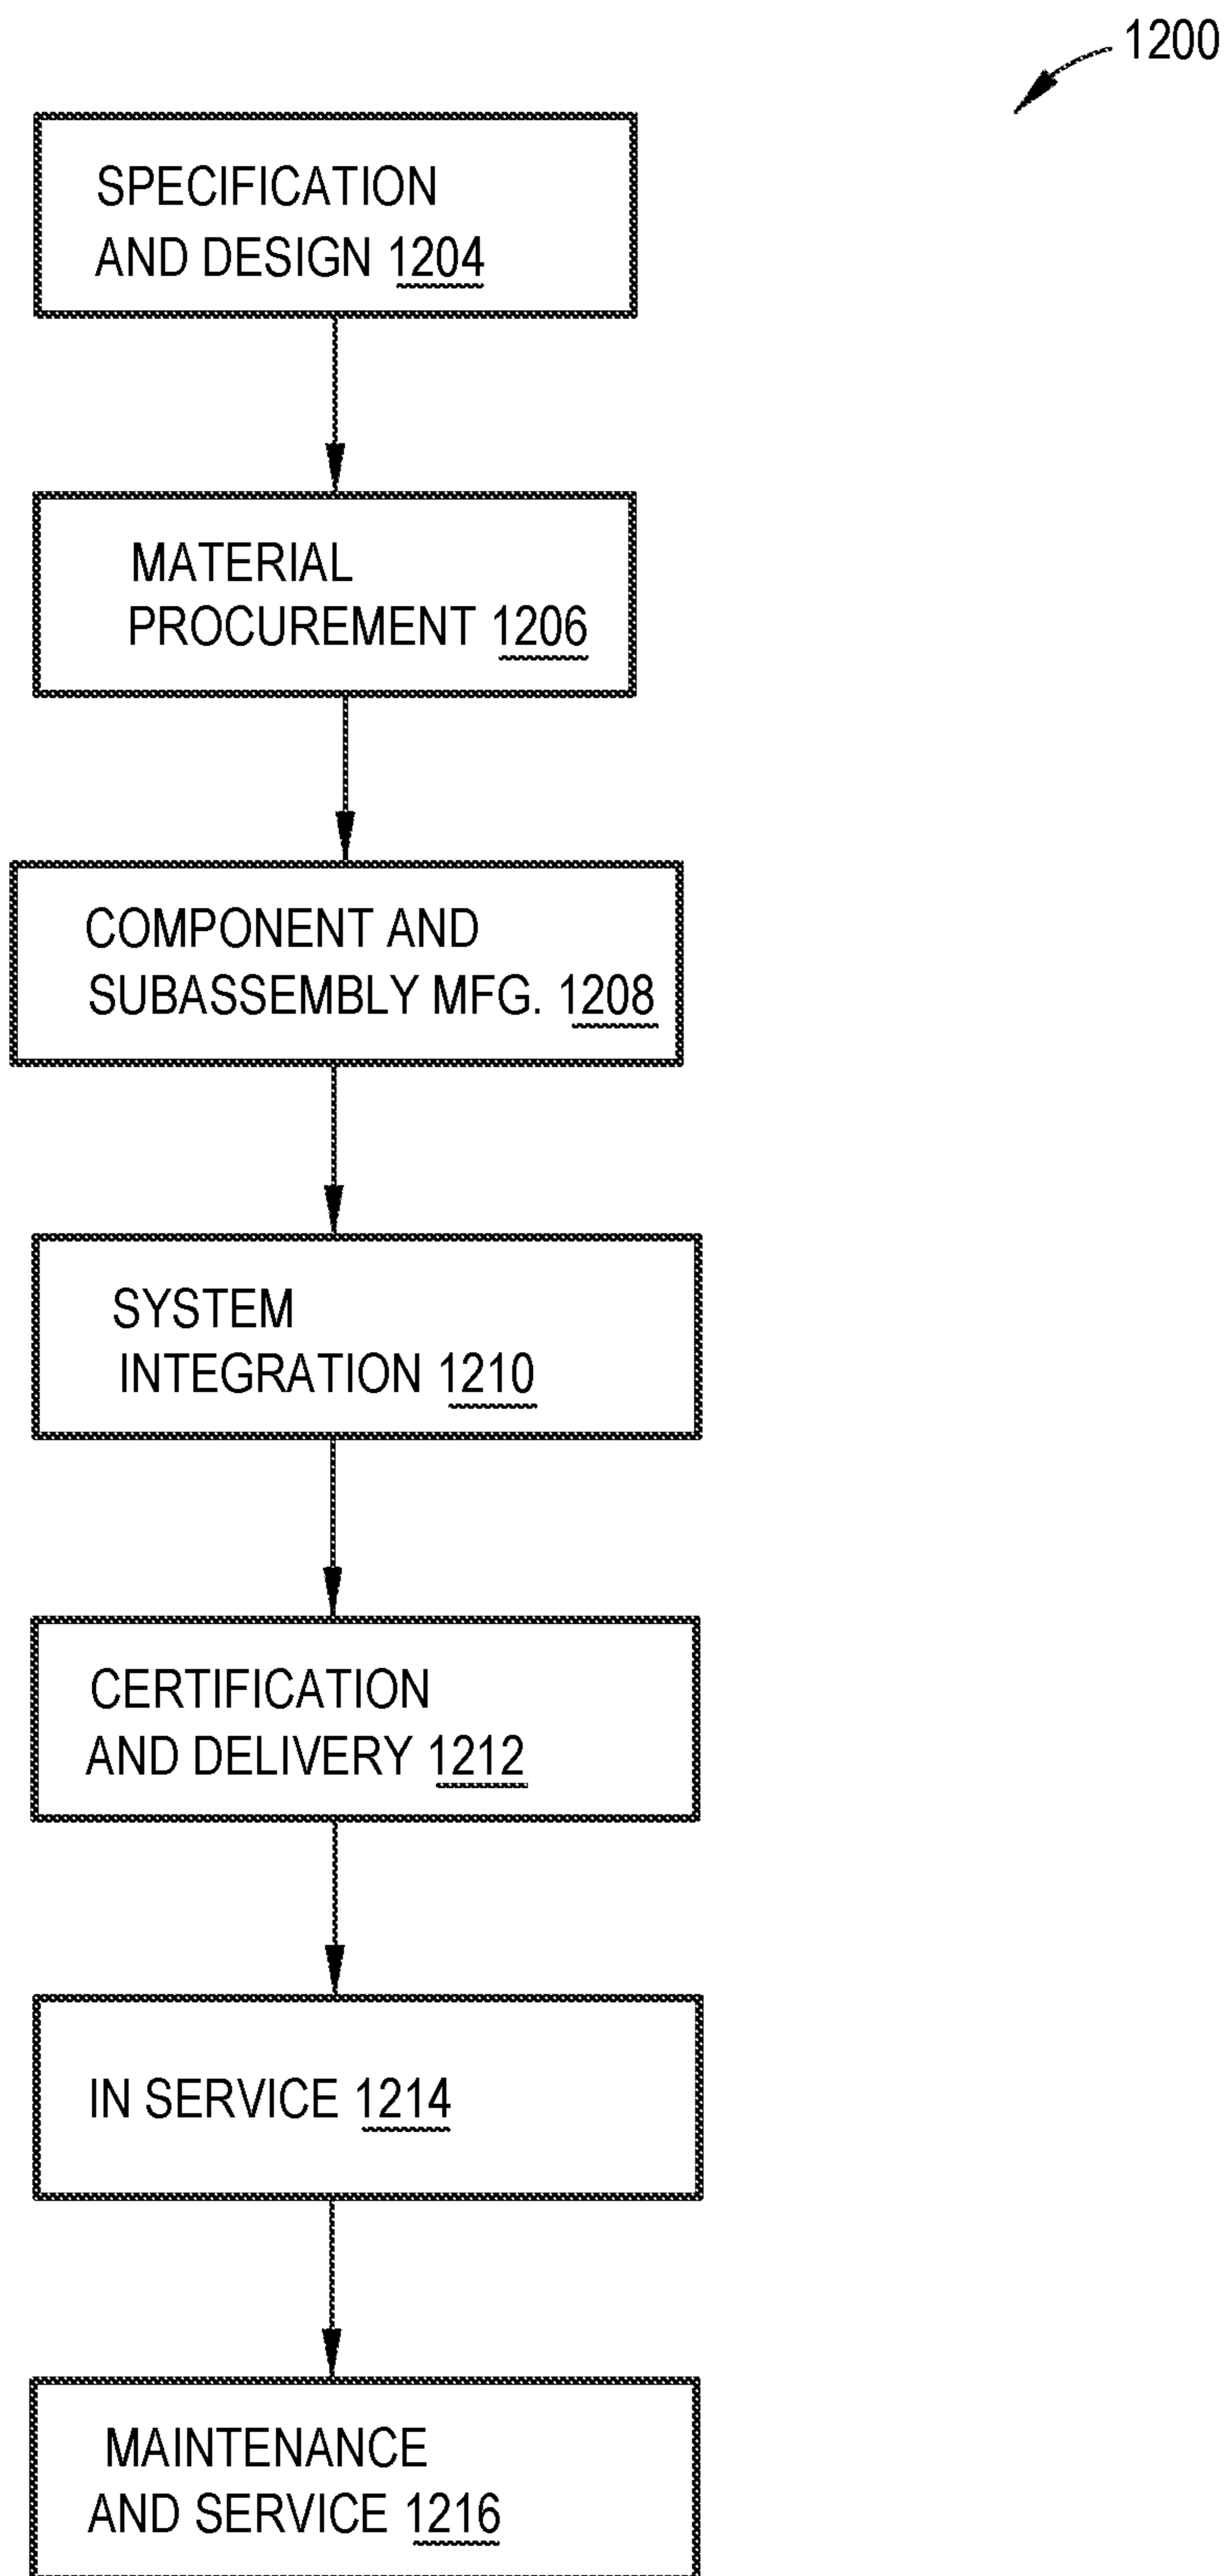 1200
SPECIFICATION
AND DESIGN 1204
MATERIAL
PROCUREMENT 1206
COMPONENT AND
SUBASSEMBLY MFG. 1208
SYSTEM
INTEGRATION 1210
CERTIFICATION
AND DELIVERY 1212
IN SERVICE 1214
MAINTENANCE
AND SERVICE 1216